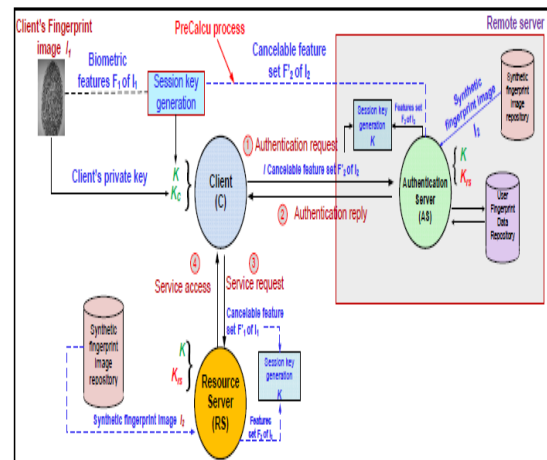 Client's Fingerprint
image I₁
PreCalcu process
Remote server
Biometric
features F₁ of I₁
Session key
generation
Cancelable feature
set F'₂ of I₂
Synthetic
fingerprint
image
repository
Synthetic
fingerprint image
I₂
Session key
generation
K
Features set
F₂ of I₂
1 Authentication request
/ Cancelable feature set F'₂ of I₂
Client's private key
K
K_C
Client
(C)
Authentication
Server
(AS)
K
K_rs
2 Authentication reply
User
Fingerprint
Data
Repository
4
3
Service access
Service request
Cancelable feature
set F'₁ of I₁
Synthetic
fingerprint
image
repository
K
K_rs
Session key
generation
K
Resource
Server
(RS)
Synthetic fingerprint image I₂
Features
set F₂ of I₂